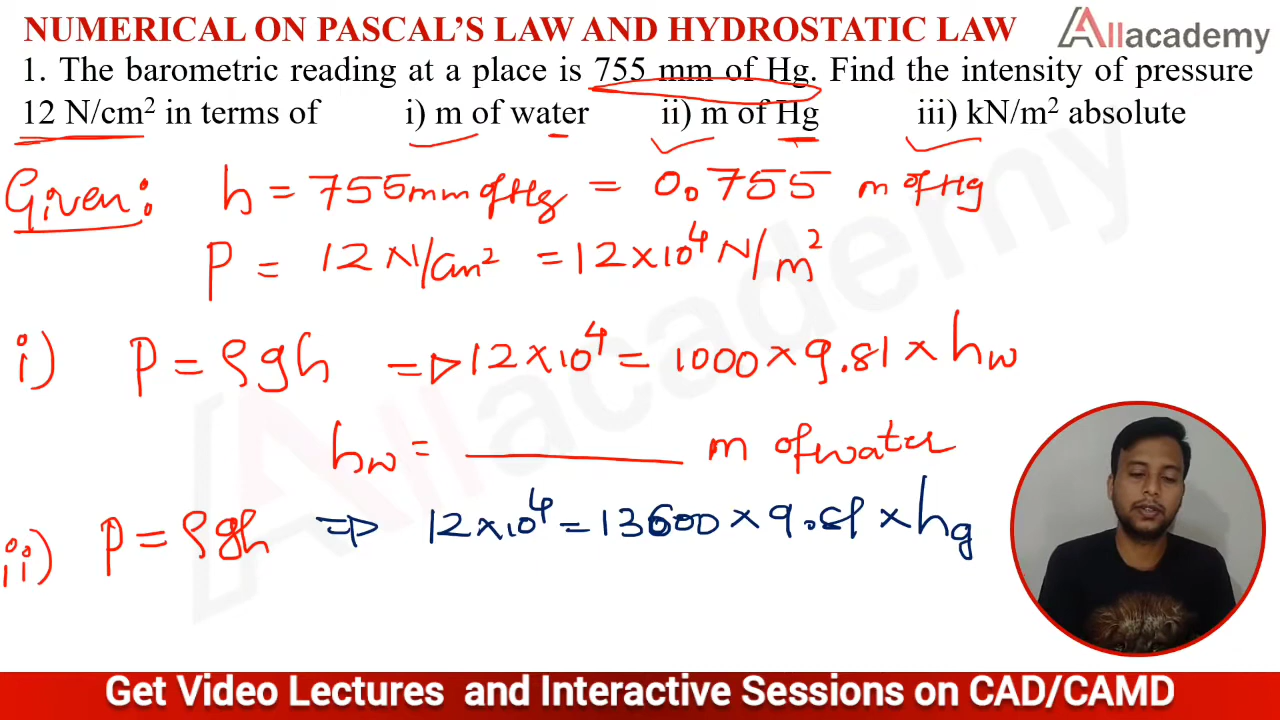 NUMERICAL ON PASCAL'S LAW AND HYDROSTATIC LAW
Allacademy
1. The barometric reading at a place is 755 mm of Hg. Find the intensity of pressure
12 N/cm² in terms of i) m of water ii) m of Hg iii) kN/m² absolute
Given: h = 755mm of Hg = 0.755 m of Hg
P = 12 N/cm² = 12×10⁴ N/m²
i) P = ρgh => 12×10⁴ = 1000 × 9.81 × hw
hw = ______ m of water
ii) P = ρgh => 12×10⁴ = 13600 × 9.81 × hg
Allacademy
Get Video Lectures and Interactive Sessions on CAD/CAMD